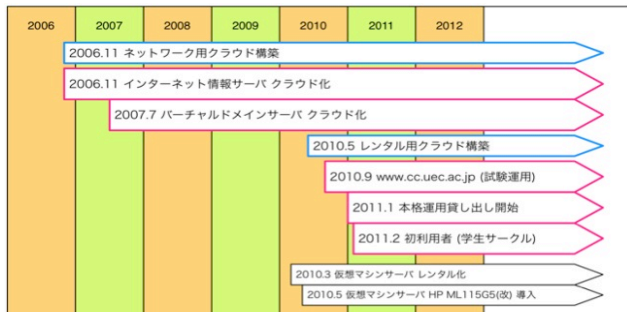 2006 2007 2008 2009 2010 2011 2012
2006.11 ネットワーク用クラウド構築
2006.11 インターネット情報サーバ クラウド化
2007.7 バーチャルドメインサーバ クラウド化
2010.5 レンタル用クラウド構築
2010.9 www.cc.uec.ac.jp (試験運用)
2011.1 本格運用貸し出し開始
2011.2 初利用者 (学生サークル)
2010.3 仮想マシンサーバ レンタル化
2010.5 仮想マシンサーバ HP ML115G5(改) 導入